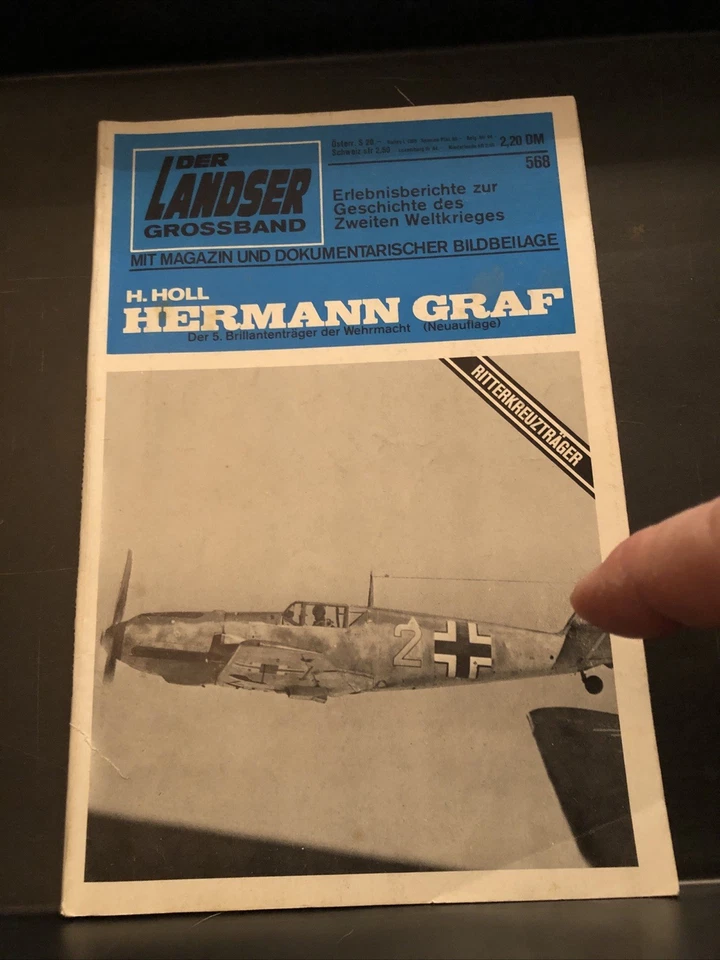 DER
LANDSER
GROSSBAND
Österr. S 20.–
Schweiz sfr 2,50
2,20 DM
568
Erlebnisberichte zur
Geschichte des
Zweiten Weltkrieges
MIT MAGAZIN UND DOKUMENTARISCHER BILDBEILAGE
H. HOLL
HERMANN GRAF
Der 5. Brillantenträger der Wehrmacht (Neuauflage)
RITTERKREUZTRÄGER
2